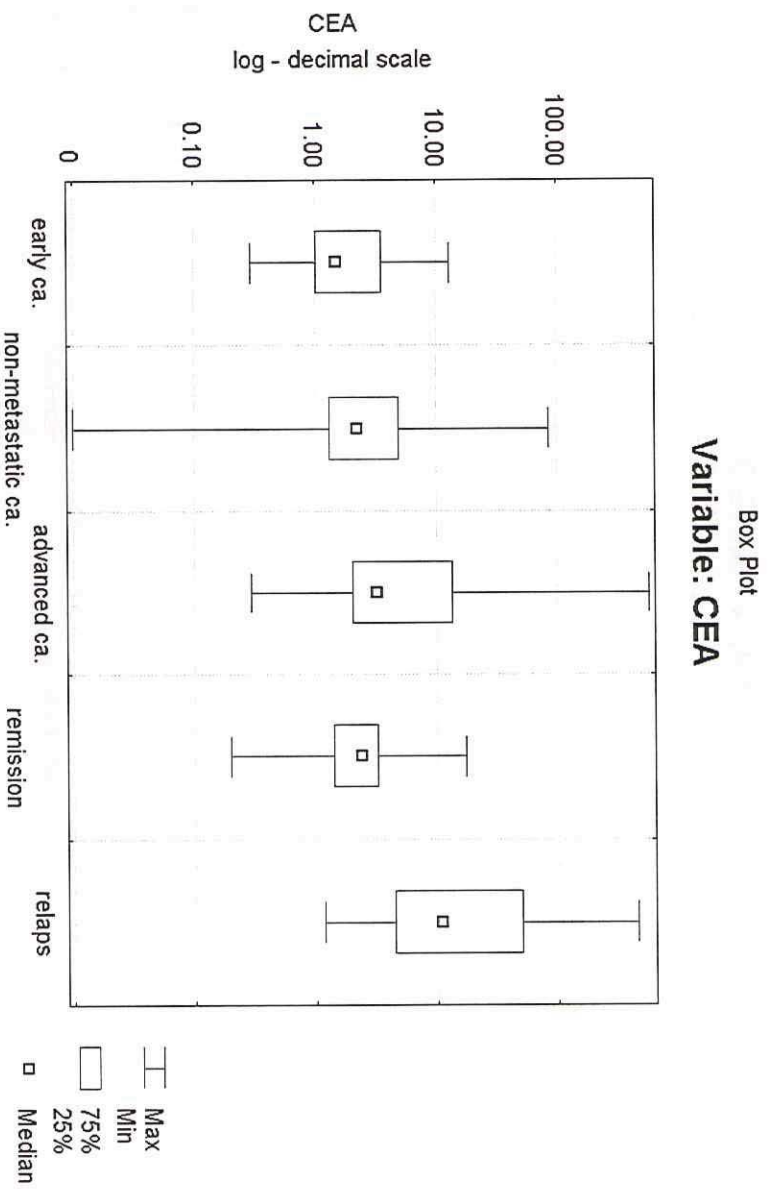 Box Plot
Variable: CEA
CEA
log - decimal scale
100.00
10.00
1.00
0.10
0
early ca.
non-metastatic ca.
advanced ca.
remission
relaps
Max
Min
75%
25%
Median